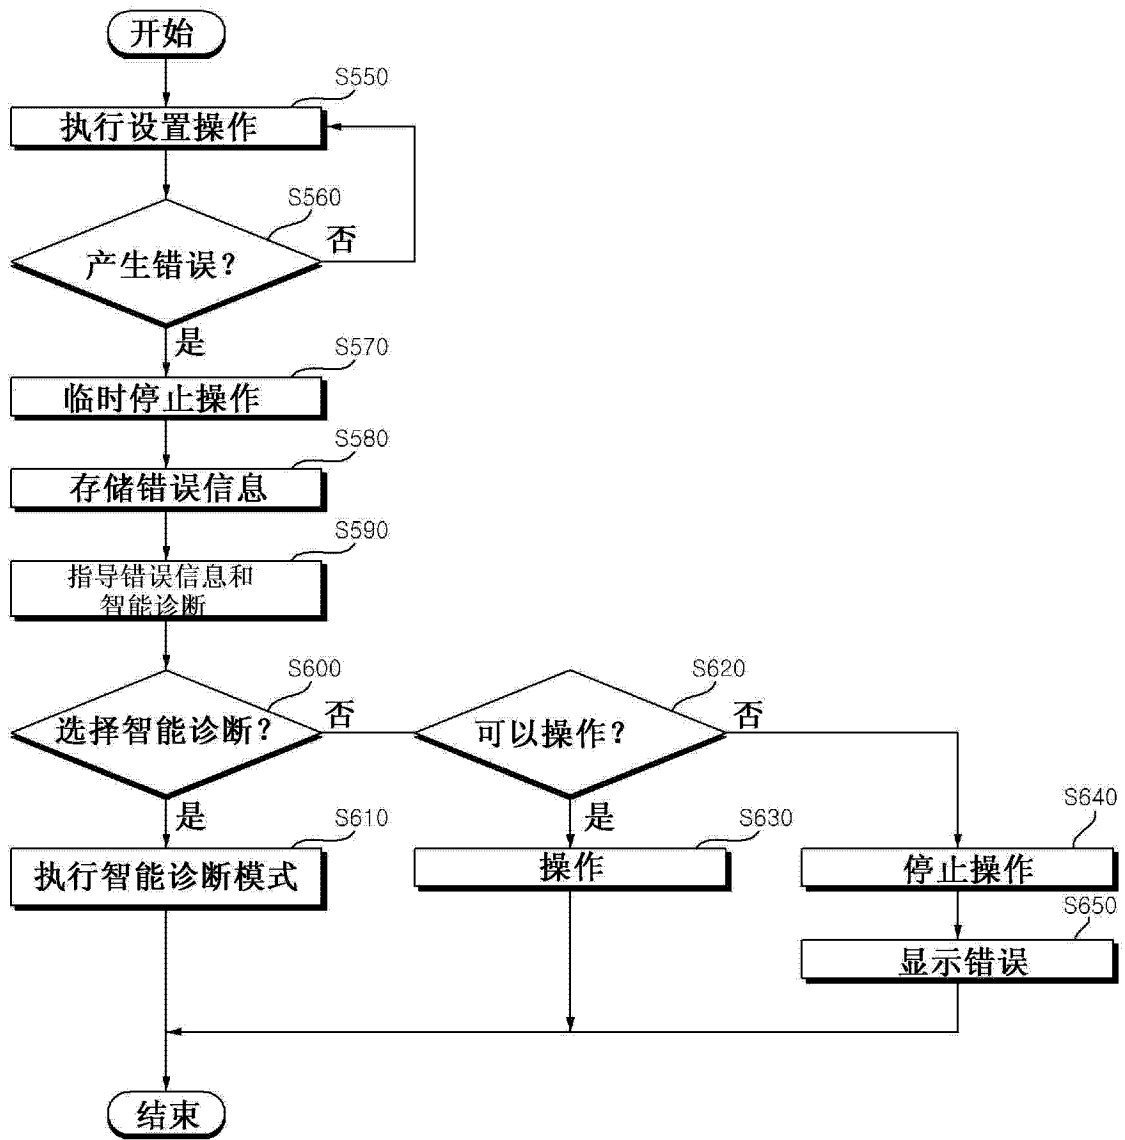 开始
S550
执行设置操作
S560
否
产生错误？
是
S570
临时停止操作
S580
存储错误信息
S590
指导错误信息和
智能诊断
S600
选择智能诊断？
否
S620
可以操作？
否
是
S610
执行智能诊断模式
是
S630
操作
S640
停止操作
S650
显示错误
结束